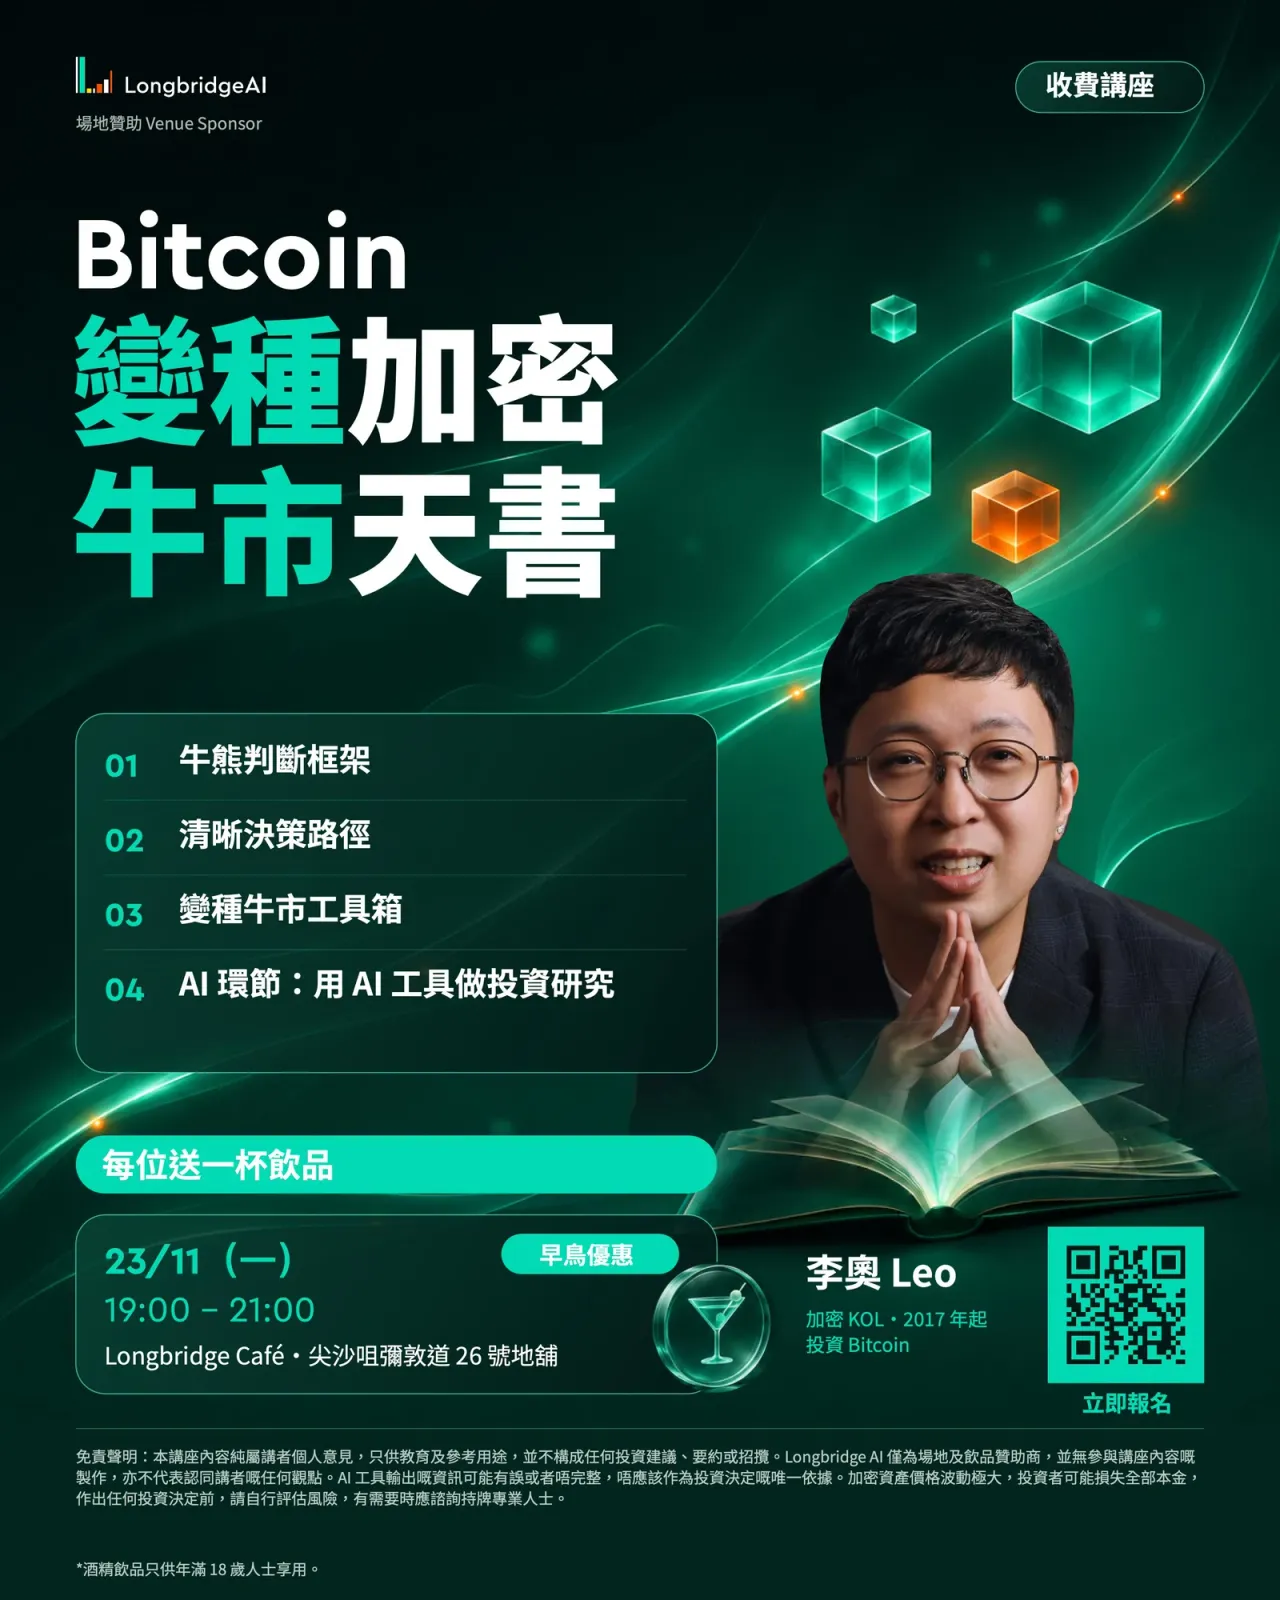 LongbridgeAI
場地贊助 Venue Sponsor
收費講座
Bitcoin
變種加密
牛市天書
01 牛熊判斷框架
02 清晰決策路徑
03 變種牛市工具箱
04 AI 環節：用 AI 工具做投資研究
每位送一杯飲品
23/11（一）
早鳥優惠
19:00 – 21:00
Longbridge Café・尖沙咀彌敦道 26 號地舖
李奧 Leo
加密 KOL・2017 年起
投資 Bitcoin
立即報名
免責聲明：本講座內容純屬講者個人意見，只供教育及參考用途，並不構成任何投資建議、要約或招攬。Longbridge AI 僅為場地及飲品贊助商，並無參與講座內容嘅
製作，亦不代表認同講者嘅任何觀點。AI 工具輸出嘅資訊可能有誤或者唔完整，唔應該作為投資決定嘅唯一依據。加密資產價格波動極大，投資者可能損失全部本金，
作出任何投資決定前，請自行評估風險，有需要時應諮詢持牌專業人士。
*酒精飲品只供年滿 18 歲人士享用。